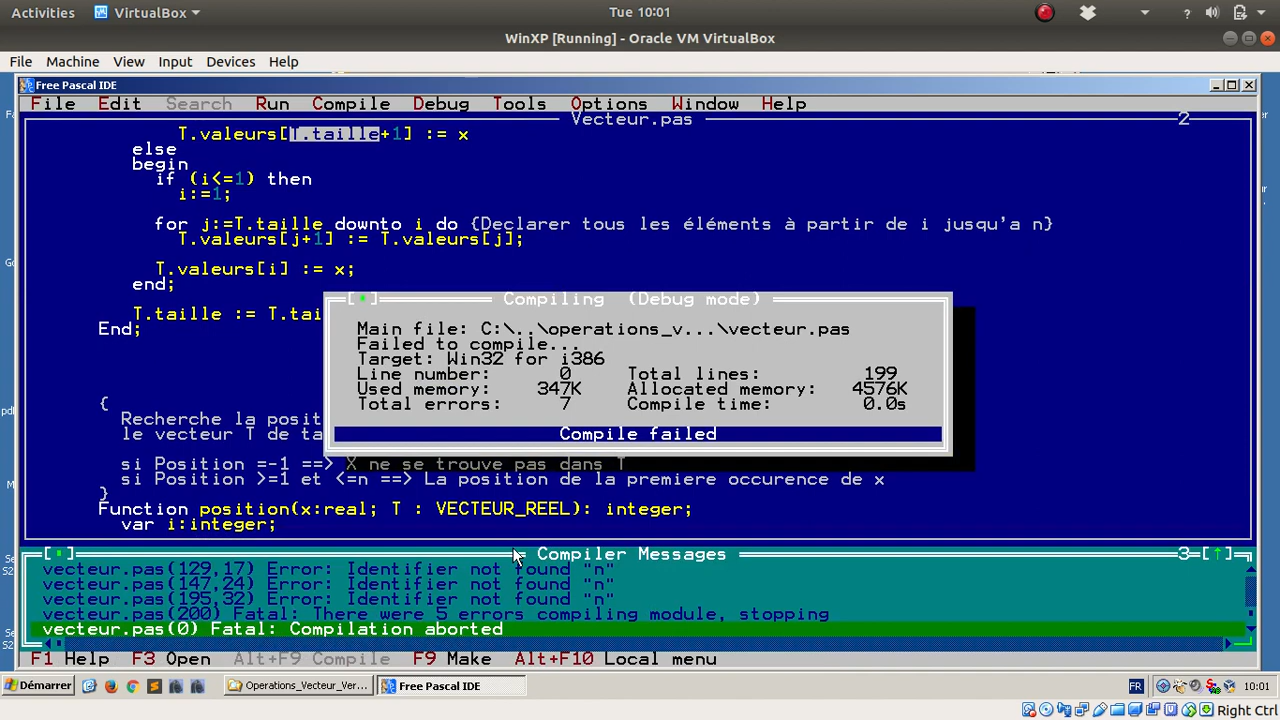 Activities VirtualBox Tue 10:01 ?
WinXP [Running] - Oracle VM VirtualBox
File Machine View Input Devices Help
Free Pascal IDE
File Edit Search Run Compile Debug Tools Options Window Help
Vecteur.pas 2
T.valeurs[T.taille+1] := x
else
begin
if (i<=1) then
i:=1;
for j:=T.taille downto i do {Declarer tous les éléments à partir de i jusqu'a n}
T.valeurs[j+1] := T.valeurs[j];
T.valeurs[i] := x;
end;
T.taille := T.tai
End;
[•] Compiling (Debug mode)
Main file: C:\..\operations_v...\vecteur.pas
Failed to compile...
Target: Win32 for i386
Line number: 0 Total lines: 199
Used memory: 347K Allocated memory: 4576K
Total errors: 7 Compile time: 0.0s
Compile failed
{
Recherche la position
le vecteur T de ta
si Position =-1 ==> X ne se trouve pas dans T
si Position >=1 et <=n ==> La position de la premiere occurence de x
}
Function position(x:real; T : VECTEUR_REEL): integer;
var i:integer;
[•] Compiler Messages 3=[↑]
vecteur.pas(129,17) Error: Identifier not found "n"
vecteur.pas(147,24) Error: Identifier not found "n"
vecteur.pas(195,32) Error: Identifier not found "n"
vecteur.pas(200) Fatal: There were 5 errors compiling module, stopping
vecteur.pas(0) Fatal: Compilation aborted
F1 Help F3 Open Alt+F9 Compile F9 Make Alt+F10 Local menu
Démarrer Operations_Vecteur_Ver... Free Pascal IDE FR 10:01
Right Ctrl